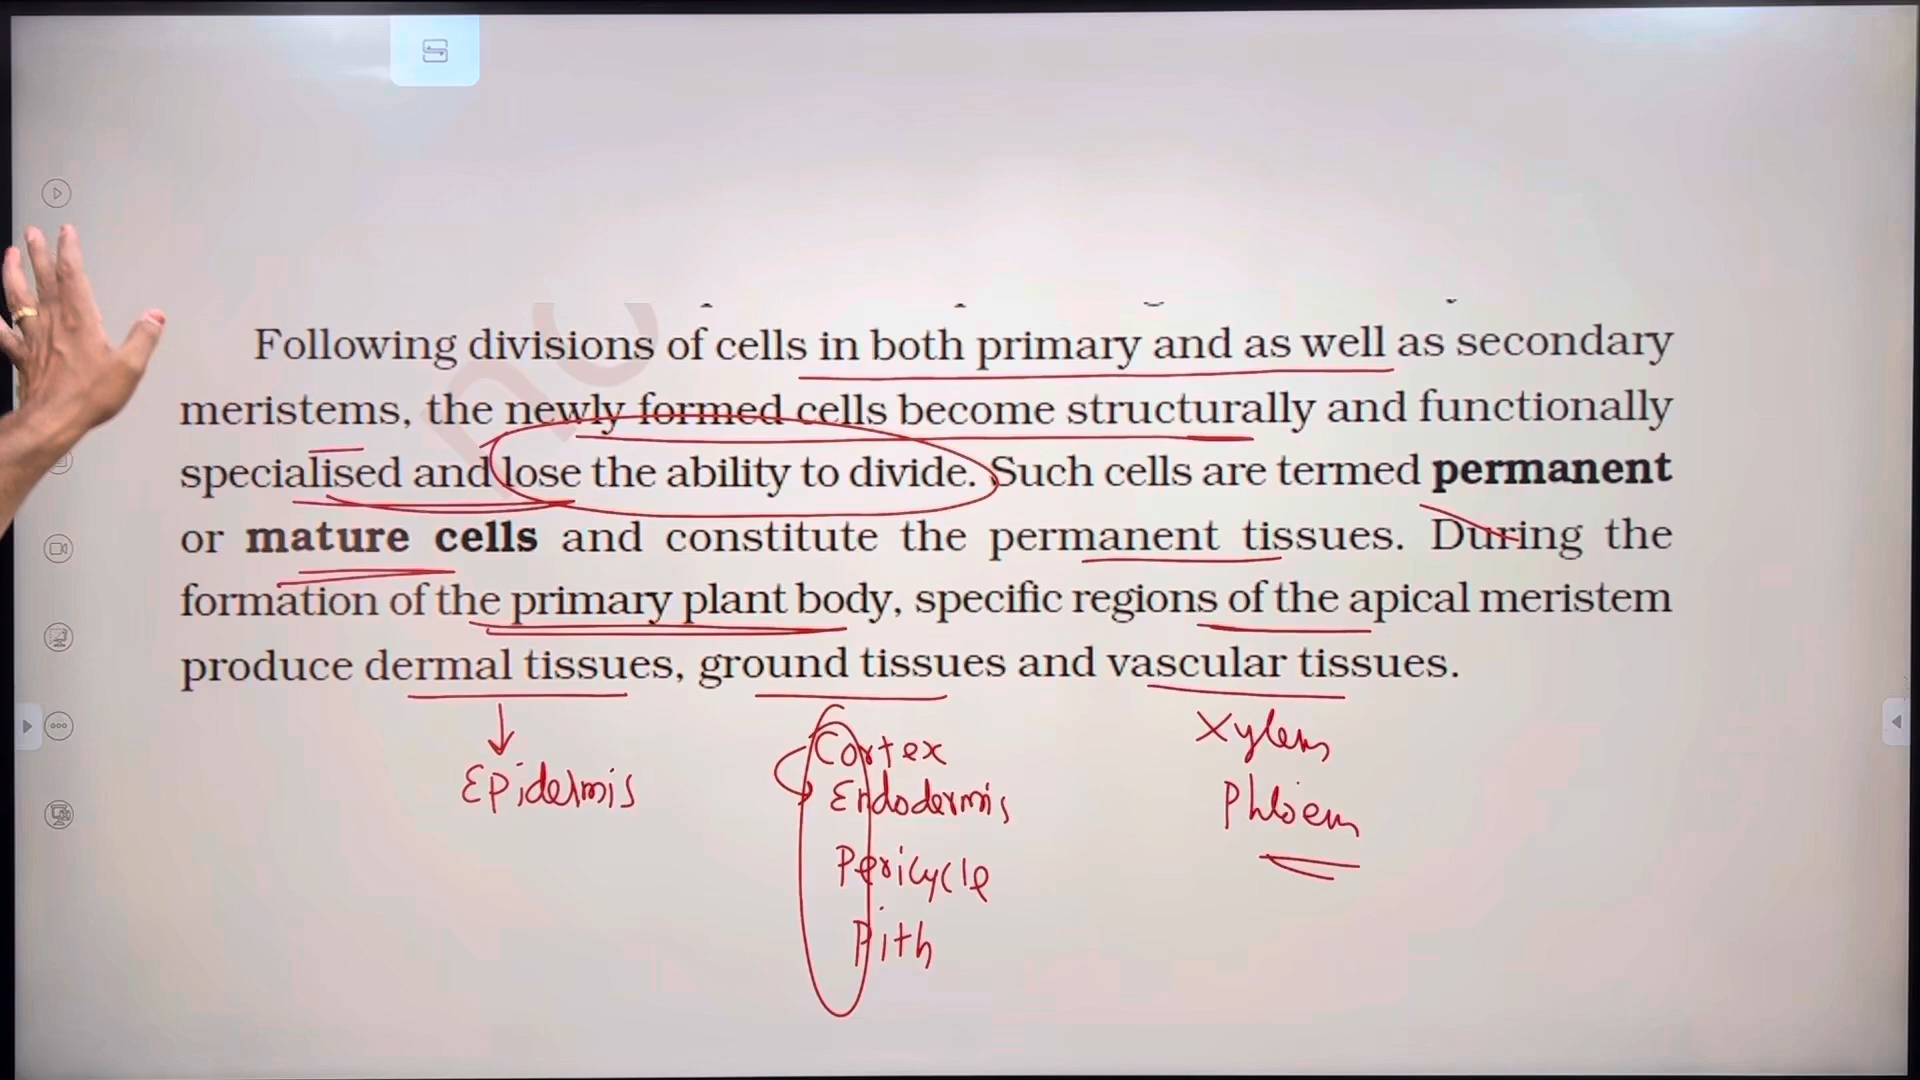 Following divisions of cells in both primary and as well as secondary
meristems, the newly formed cells become structurally and functionally
specialised and lose the ability to divide. Such cells are termed permanent
or mature cells and constitute the permanent tissues. During the
formation of the primary plant body, specific regions of the apical meristem
produce dermal tissues, ground tissues and vascular tissues.
Epidermis
Cortex
Endodermis
Pericycle
Pith
Xylem
Phloem